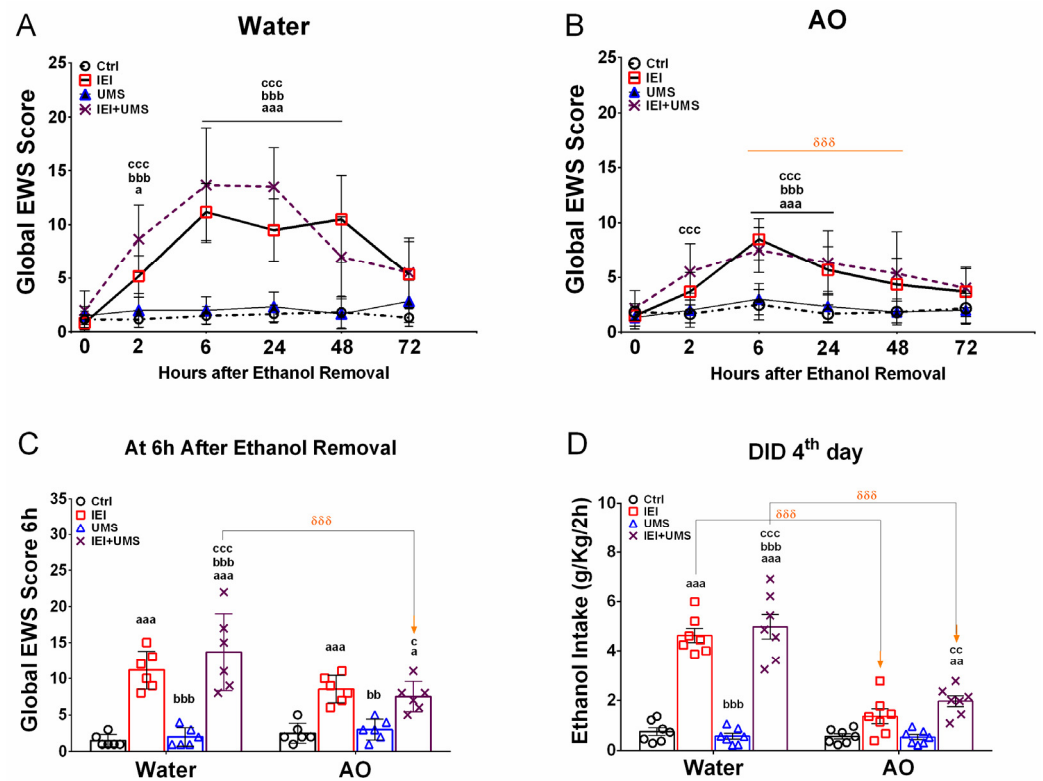 A
Water
Ctrl
IEI
UMS
IEI+UMS
Global EWS Score
25
20
15
10
5
0
ccc
bbb
a
ccc
bbb
aaa
0 2 6 24 48 72
Hours after Ethanol Removal
B
AO
Ctrl
IEI
UMS
IEI+UMS
Global EWS Score
25
20
15
10
5
0
δδδ
ccc
ccc
bbb
aaa
0 2 6 24 48 72
Hours after Ethanol Removal
C
At 6h After Ethanol Removal
Ctrl
IEI
UMS
IEI+UMS
Global EWS Score 6h
35
30
25
20
15
10
5
0
δδδ
aaa
bbb
ccc
bbb
aaa
aaa
bb
c
a
Water AO
D
DID 4th day
Ctrl
IEI
UMS
IEI+UMS
Ethanol Intake (g/Kg/2h)
10
8
6
4
2
0
δδδ
δδδ
aaa
bbb
ccc
bbb
aaa
cc
aa
Water AO